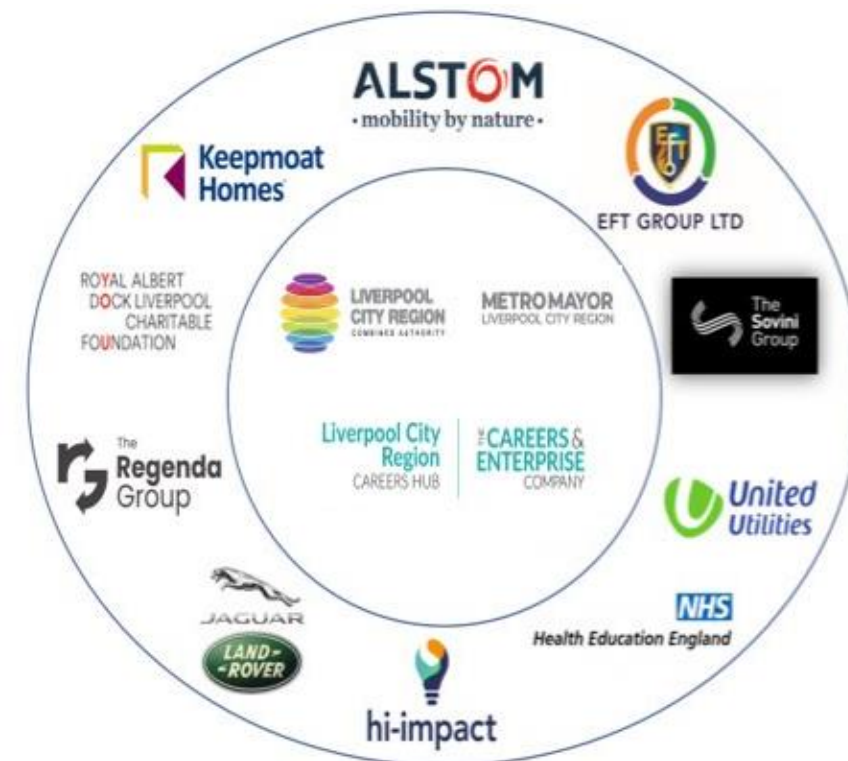 ALSTOM
• mobility by nature •
Keepmoat
Homes
EFT
EFT GROUP LTD
ROYAL ALBERT
DOCK LIVERPOOL
CHARITABLE
FOUNDATION
LIVERPOOL
CITY REGION
COMBINED AUTHORITY
METRO MAYOR
LIVERPOOL CITY REGION
The
Sovini
Group
Liverpool City
Region
CAREERS HUB
THE CAREERS &
ENTERPRISE
COMPANY
The
Regenda
Group
United
Utilities
JAGUAR
LAND-
-ROVER
NHS
Health Education England
hi-impact